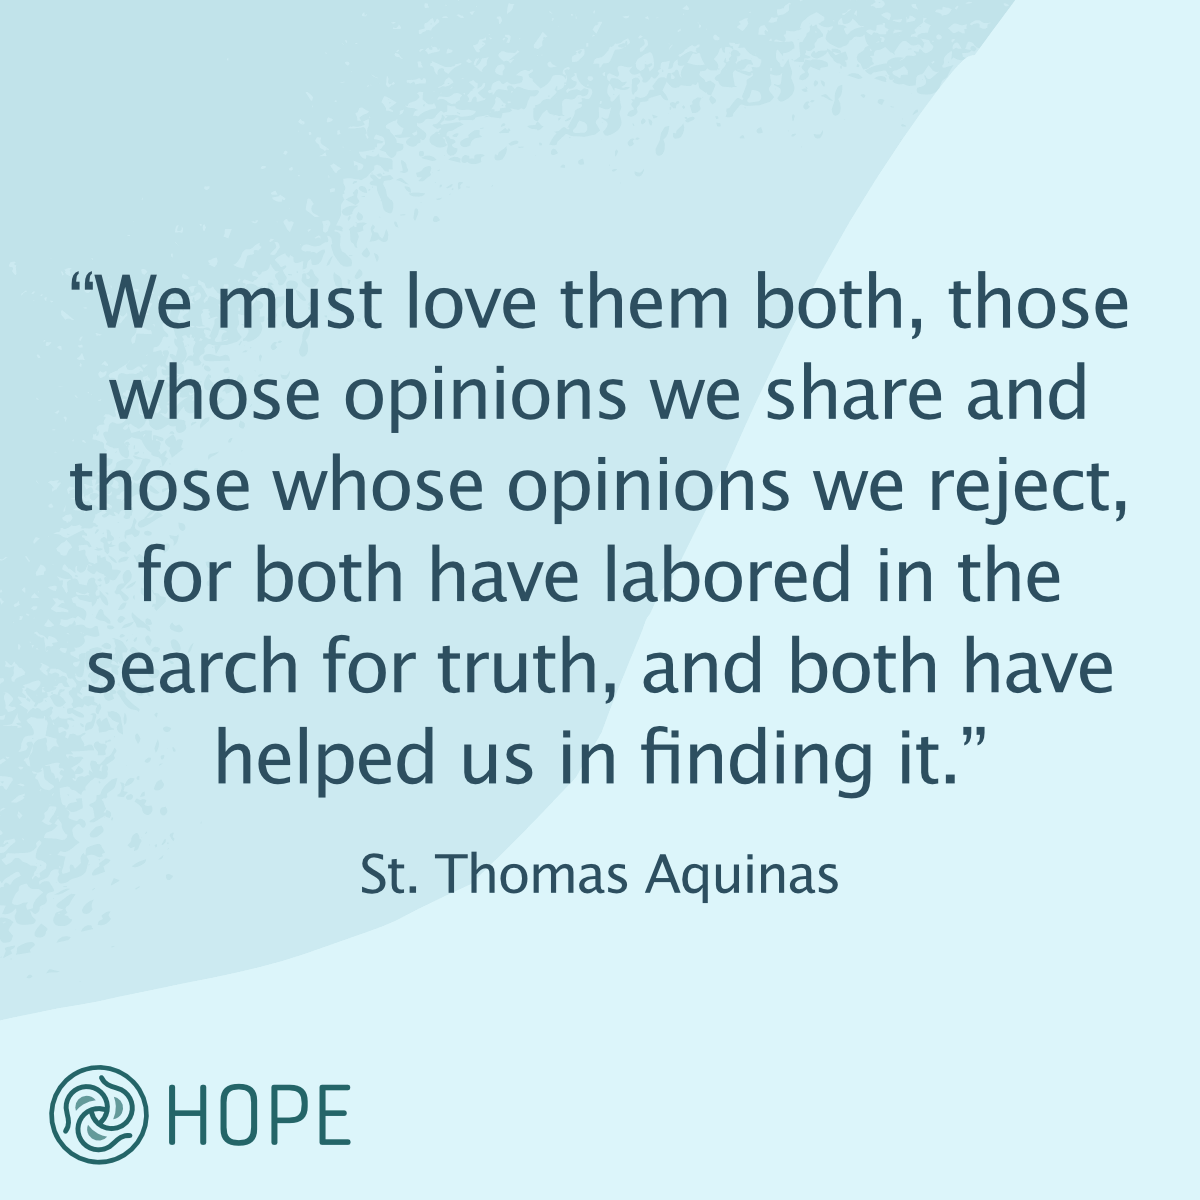 “We must love them both, those
whose opinions we share and
those whose opinions we reject,
for both have labored in the
search for truth, and both have
helped us in finding it.”
St. Thomas Aquinas
HOPE